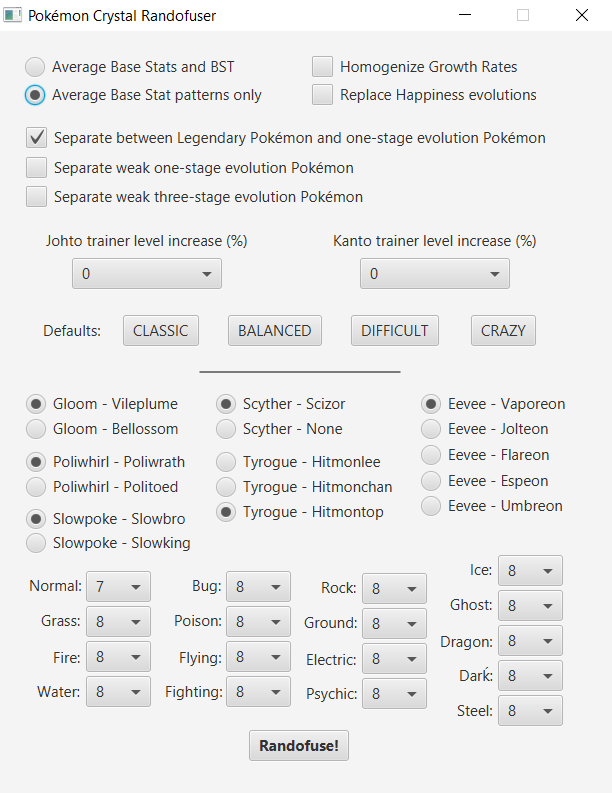 Pokémon Crystal Randofuser
Average Base Stats and BST
Homogenize Growth Rates
Average Base Stat patterns only
Replace Happiness evolutions
Separate between Legendary Pokémon and one-stage evolution Pokémon
Separate weak one-stage evolution Pokémon
Separate weak three-stage evolution Pokémon
Johto trainer level increase (%)
Kanto trainer level increase (%)
0
0
Defaults: CLASSIC BALANCED DIFFICULT CRAZY
Gloom - Vileplume
Gloom - Bellossom
Poliwhirl - Poliwrath
Poliwhirl - Politoed
Slowpoke - Slowbro
Slowpoke - Slowking
Scyther - Scizor
Scyther - None
Tyrogue - Hitmonlee
Tyrogue - Hitmonchan
Tyrogue - Hitmontop
Eevee - Vaporeon
Eevee - Jolteon
Eevee - Flareon
Eevee - Espeon
Eevee - Umbreon
Normal: 7
Grass: 8
Fire: 8
Water: 8
Bug: 8
Poison: 8
Flying: 8
Fighting: 8
Rock: 8
Ground: 8
Electric: 8
Psychic: 8
Ice: 8
Ghost: 8
Dragon: 8
Darḱ: 8
Steel: 8
Randofuse!